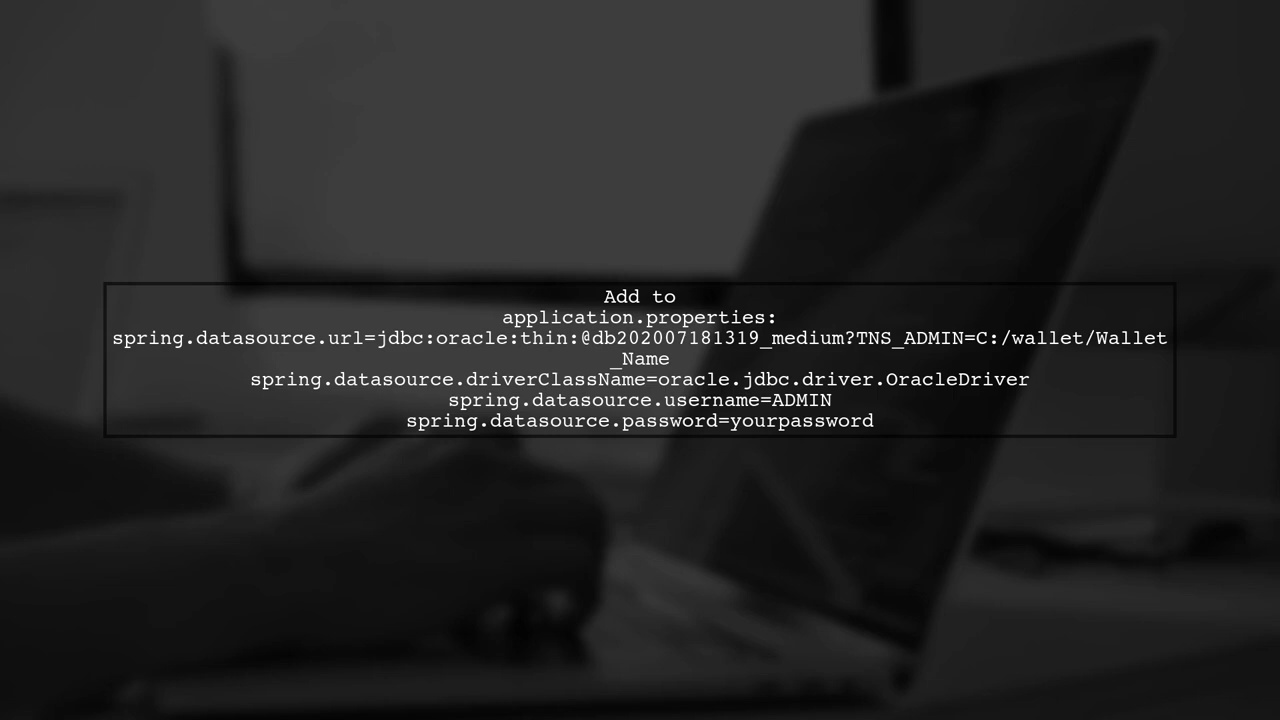 Add to
application.properties:
spring.datasource.url=jdbc:oracle:thin:@db202007181319_medium?TNS_ADMIN=C:/wallet/Wallet
_Name
spring.datasource.driverClassName=oracle.jdbc.driver.OracleDriver
spring.datasource.username=ADMIN
spring.datasource.password=yourpassword